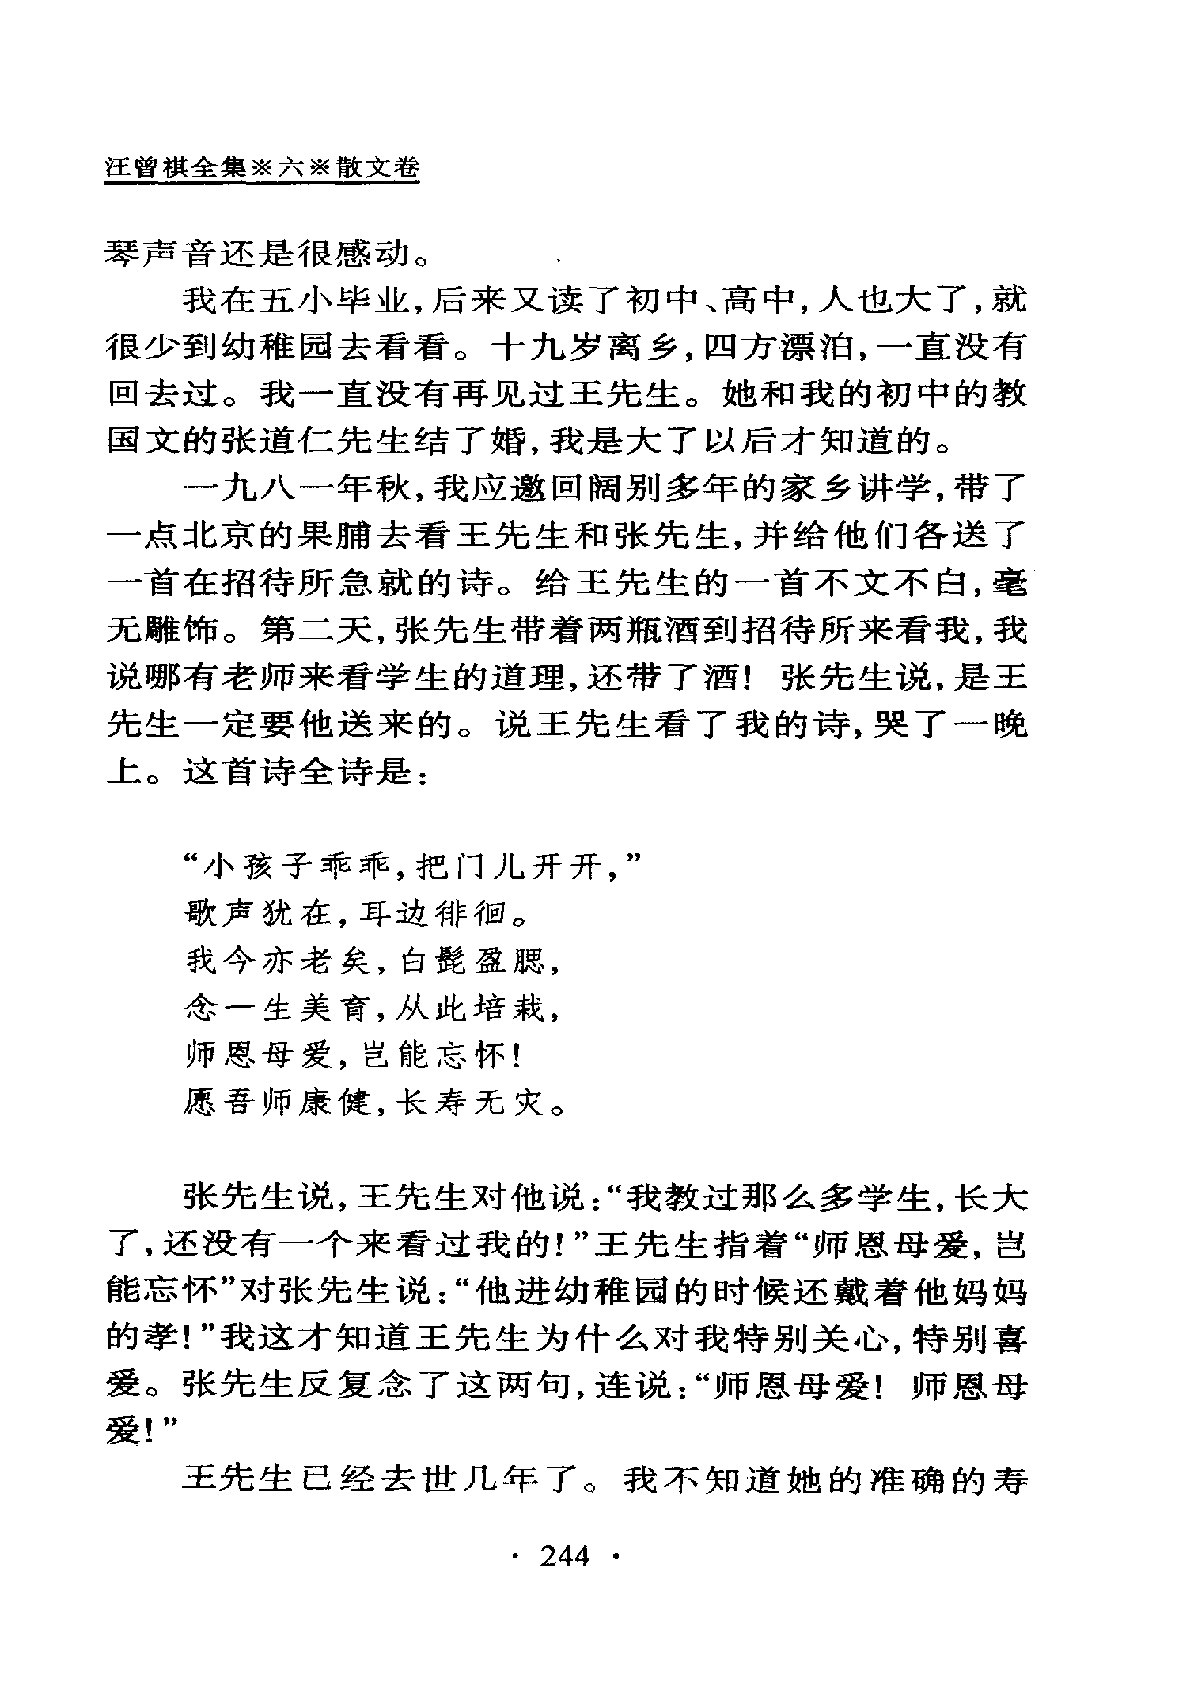 汪曾祺全集※六※散文卷
琴声音还是很感动。
我在五小毕业,后来又读了初中、高中,人也大了,就
很少到幼稚园去看看。十九岁离乡,四方漂泊,一直没有
回去过。我一直没有再见过王先生。她和我的初中的教
国文的张道仁先生结了婚,我是大了以后才知道的。
一九八一年秋,我应邀回阔别多年的家乡讲学,带了
一点北京的果脯去看王先生和张先生,并给他们各送了
一首在招待所急就的诗。给王先生的一首不文不白,毫
无雕饰。第二天,张先生带着两瓶酒到招待所来看我,我
说哪有老师来看学生的道理,还带了酒! 张先生说,是王
先生一定要他送来的。说王先生看了我的诗,哭了一晚
上。这首诗全诗是:
“小孩子乖乖,把门儿开开,”
歌声犹在,耳边徘徊。
我今亦老矣,白髭盈腮,
念一生美育,从此培栽,
师恩母爱,岂能忘怀!
愿吾师康健,长寿无灾。
张先生说,王先生对他说:“我教过那么多学生,长大
了,还没有一个来看过我的!”王先生指着“师恩母爱,岂
能忘怀”对张先生说:“他进幼稚园的时候还戴着他妈妈
的孝!”我这才知道王先生为什么对我特别关心,特别喜
爱。张先生反复念了这两句,连说:“师恩母爱! 师恩母
爱!”
王先生已经去世几年了。我不知道她的准确的寿
· 244 ·